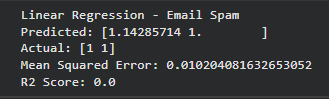 Linear Regression - Email Spam
Predicted: [1.14285714 1.        ]
Actual: [1 1]
Mean Squared Error: 0.010204081632653052
R2 Score: 0.0